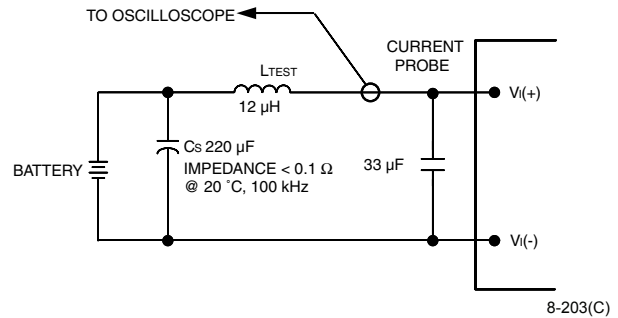 TO OSCILLOSCOPE
CURRENT
PROBE
LTEST
12 µH
VI(+)
CS 220 µF
IMPEDANCE < 0.1 Ω
@ 20 ˚C, 100 kHz
33 µF
BATTERY
VI(-)
8-203(C)